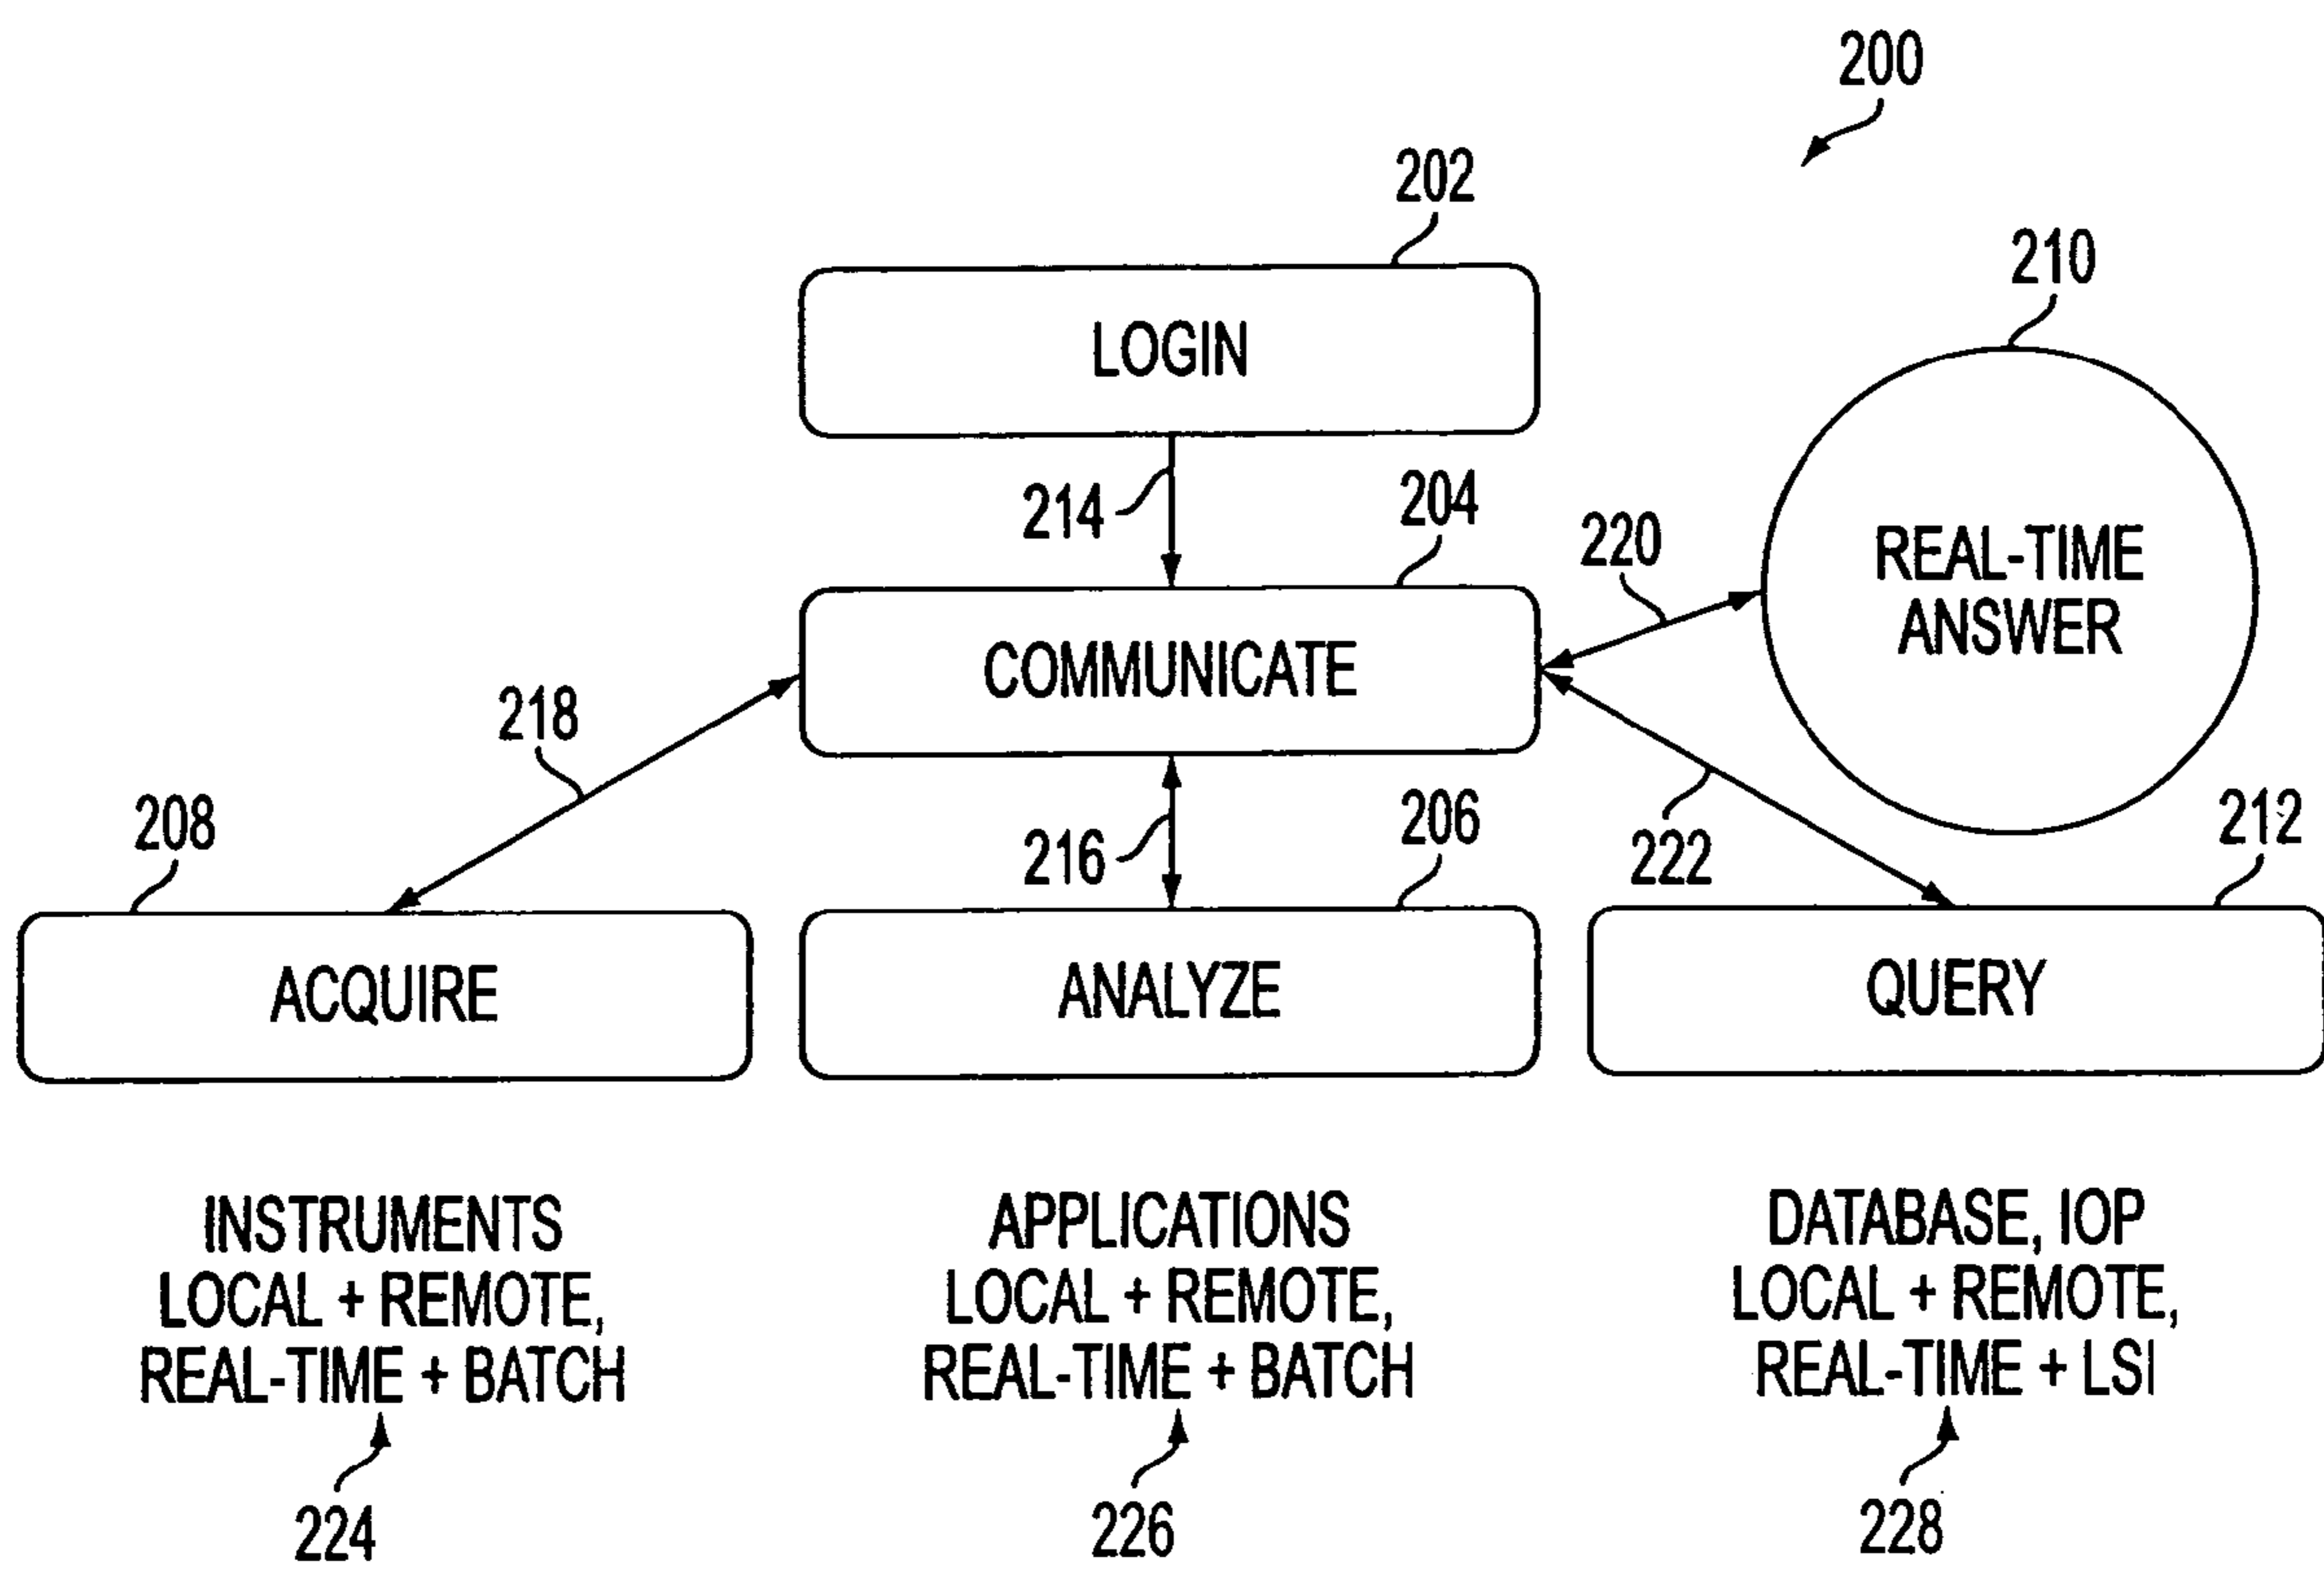 200
202
LOGIN
210
214
204
220
REAL-TIME
ANSWER
COMMUNICATE
218
208
216
206
222
212
ACQUIRE
ANALYZE
QUERY
INSTRUMENTS
LOCAL + REMOTE,
REAL-TIME + BATCH
224
APPLICATIONS
LOCAL + REMOTE,
REAL-TIME + BATCH
226
DATABASE, IOP
LOCAL + REMOTE,
REAL-TIME + LSI
228